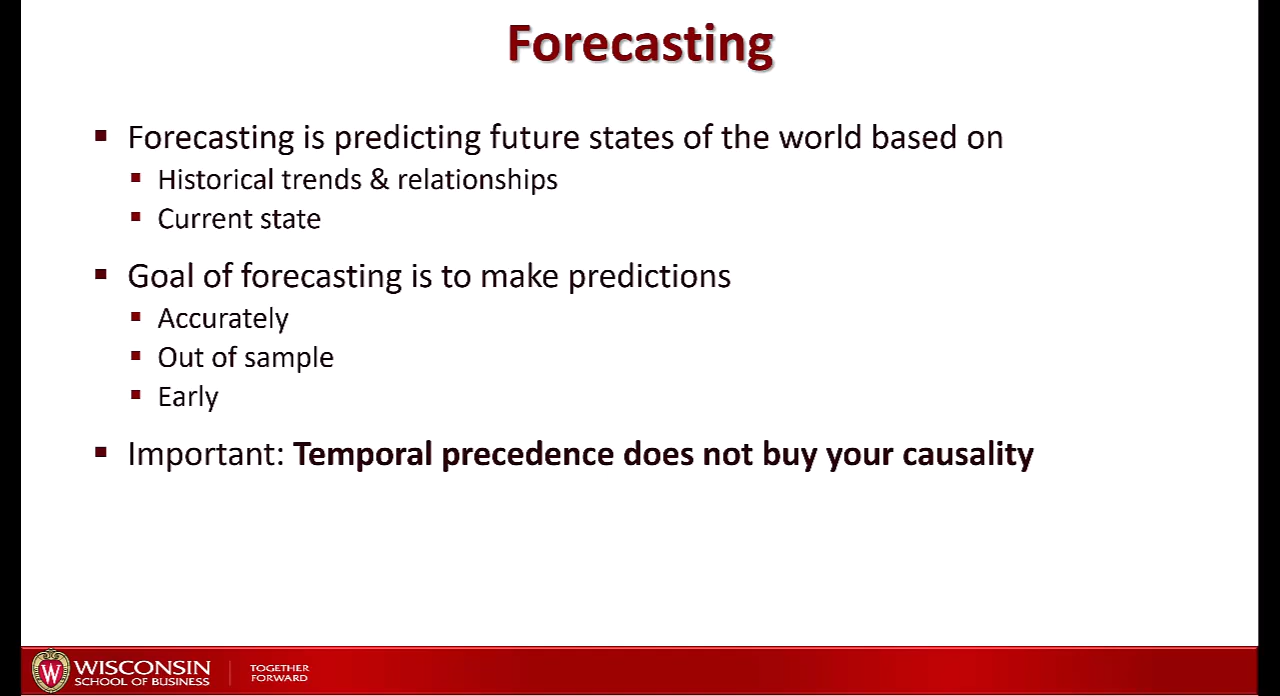 Forecasting
▪ Forecasting is predicting future states of the world based on
▪ Historical trends & relationships
▪ Current state
▪ Goal of forecasting is to make predictions
▪ Accurately
▪ Out of sample
▪ Early
▪ Important: Temporal precedence does not buy your causality
W WISCONSIN
SCHOOL OF BUSINESS
TOGETHER
FORWARD